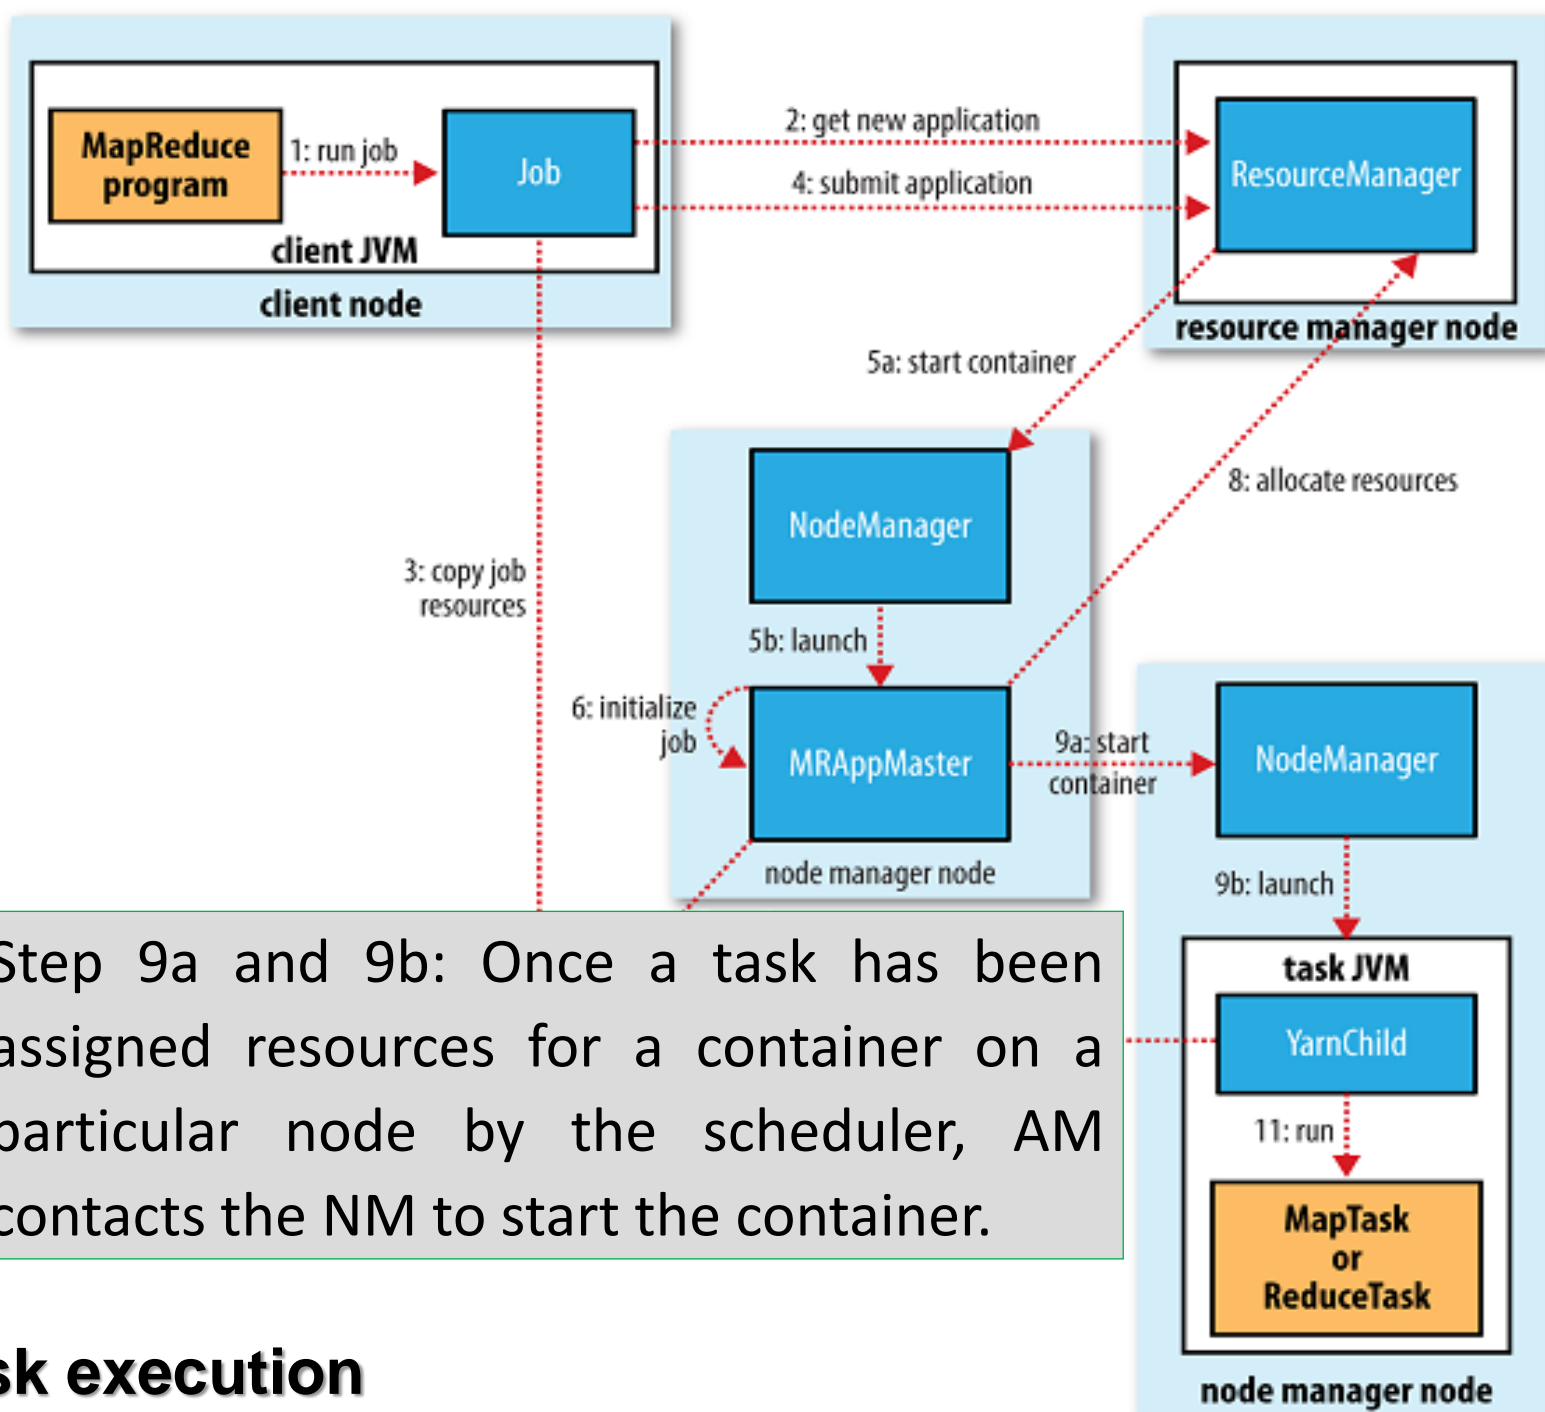 MapReduce
program
1: run job
Job
client JVM
client node
2: get new application
4: submit application
ResourceManager
resource manager node
5a: start container
8: allocate resources
3: copy job
resources
NodeManager
5b: launch
6: initialize
job
MRAppMaster
node manager node
9a: start
container
NodeManager
9b: launch
task JVM
YarnChild
11: run
MapTask
or
ReduceTask
node manager node
Step 9a and 9b: Once a task has been
assigned resources for a container on a
particular node by the scheduler, AM
contacts the NM to start the container.
sk execution